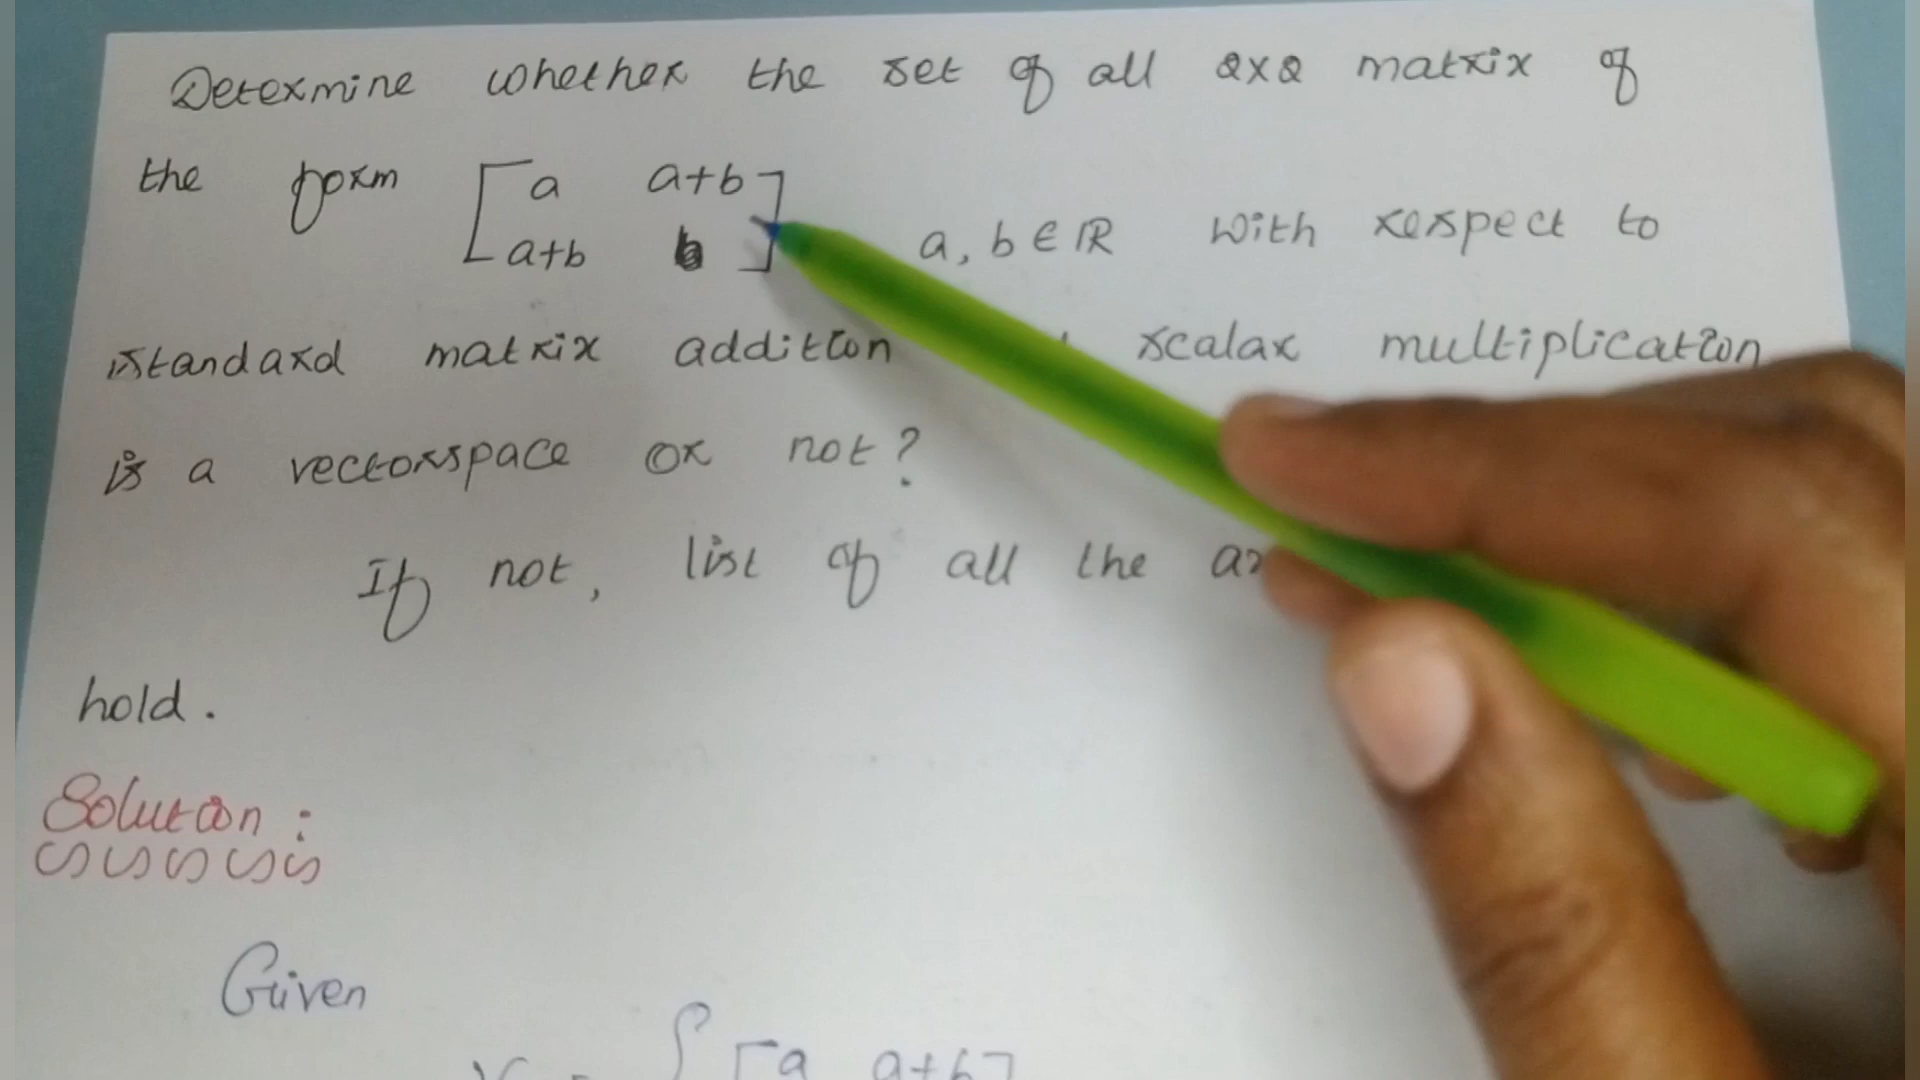 Determine whether the set of all 2x2 matrix of
the form [a a+b
a+b b] a, b ∈ ℝ with respect to
standard matrix addition scalar multiplication
is a vectorspace or not?
If not, list of all the
hold.
Solution :
Given
[a a+b]